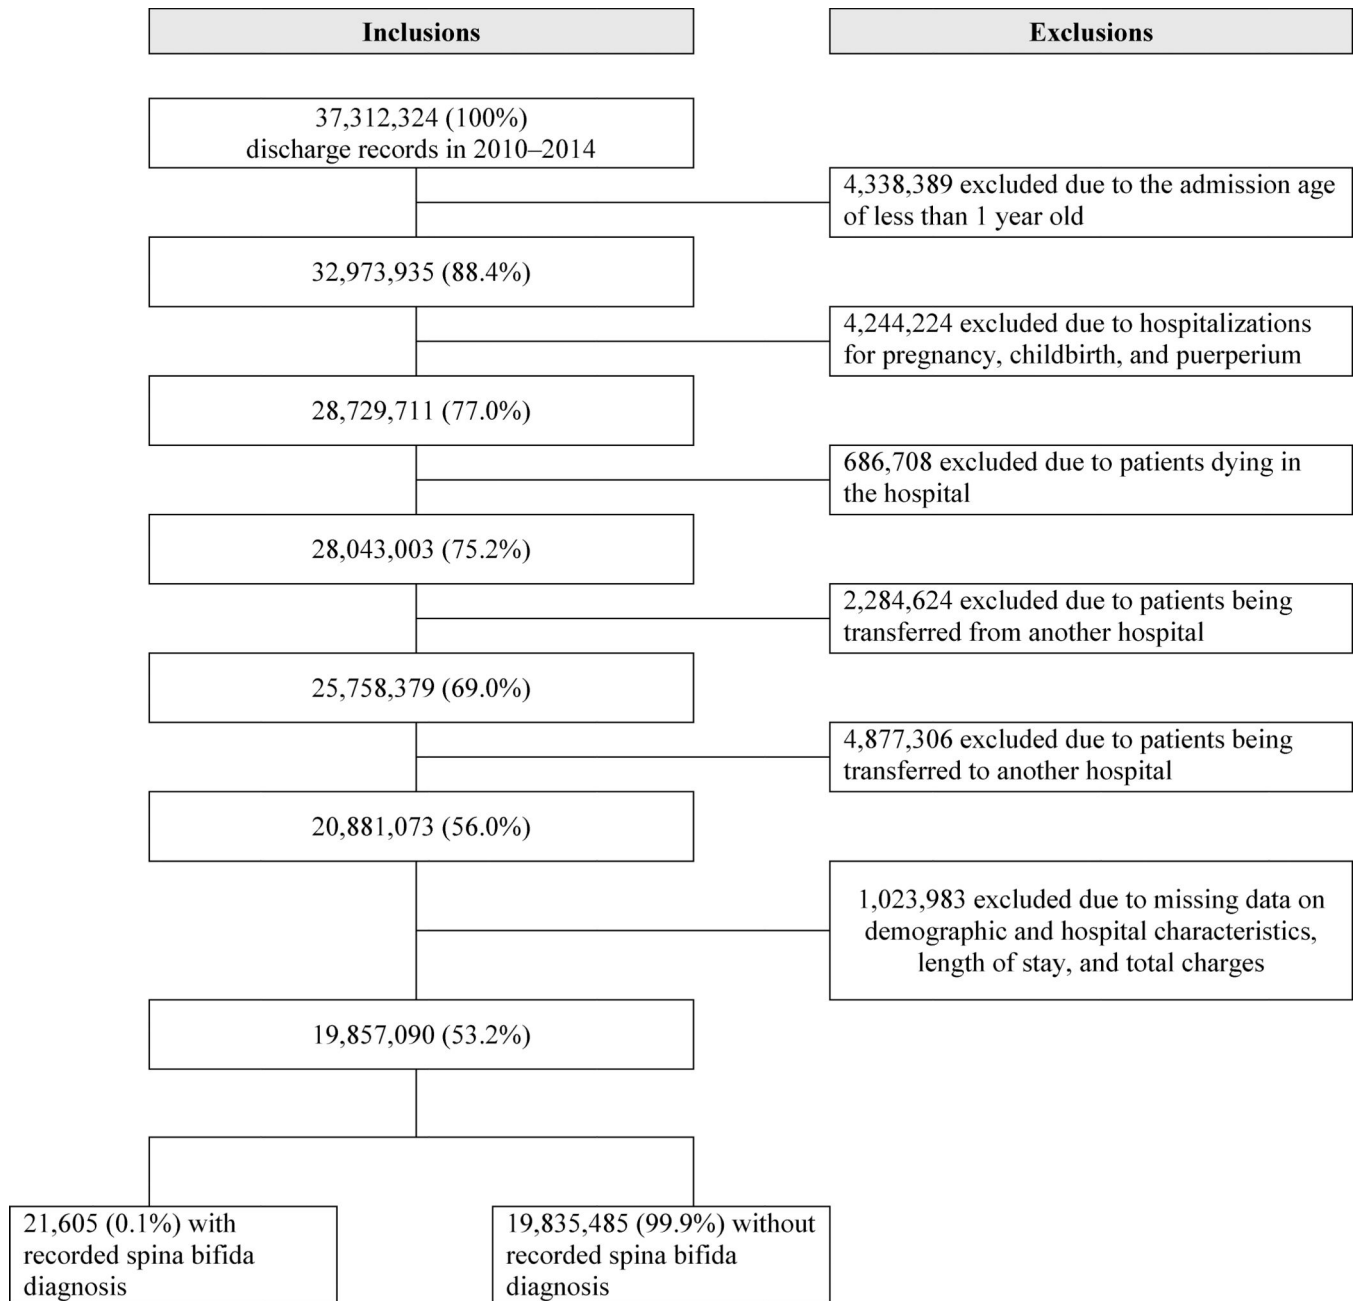 Inclusions
Exclusions
37,312,324 (100%)
discharge records in 2010–2014
4,338,389 excluded due to the admission age
of less than 1 year old
32,973,935 (88.4%)
4,244,224 excluded due to hospitalizations
for pregnancy, childbirth, and puerperium
28,729,711 (77.0%)
686,708 excluded due to patients dying in
the hospital
28,043,003 (75.2%)
2,284,624 excluded due to patients being
transferred from another hospital
25,758,379 (69.0%)
4,877,306 excluded due to patients being
transferred to another hospital
20,881,073 (56.0%)
1,023,983 excluded due to missing data on
demographic and hospital characteristics,
length of stay, and total charges
19,857,090 (53.2%)
21,605 (0.1%) with
recorded spina bifida
diagnosis
19,835,485 (99.9%) without
recorded spina bifida
diagnosis